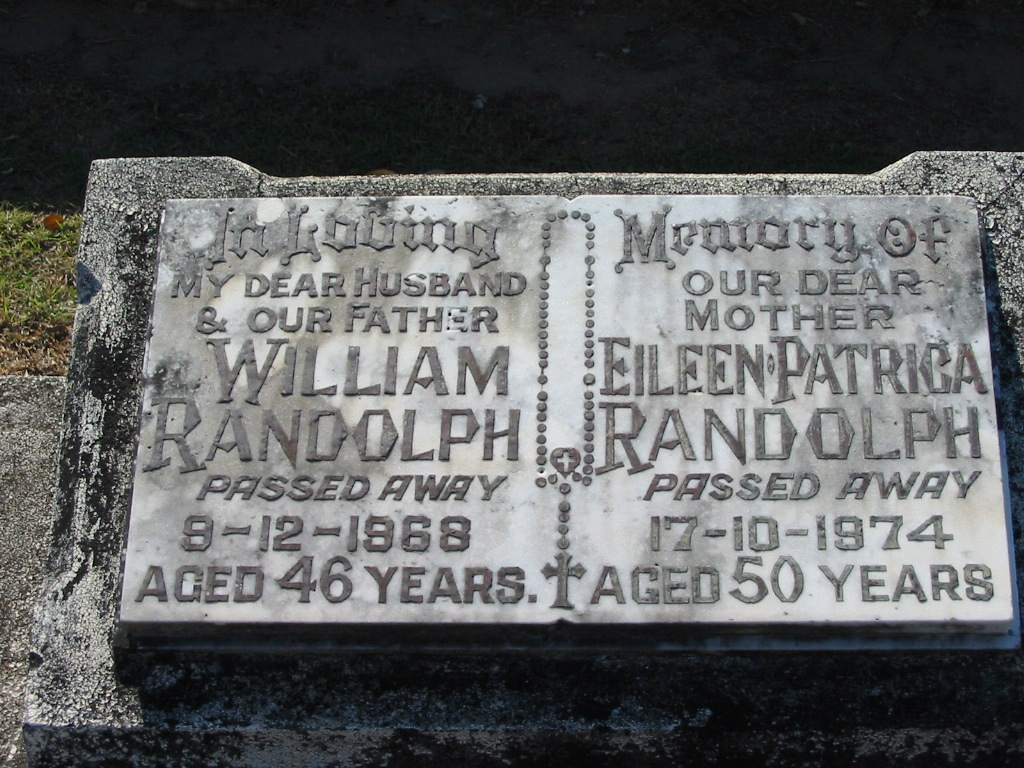 In Loving Memory Of
MY DEAR HUSBAND
& OUR FATHER
WILLIAM
RANDOLPH
PASSED AWAY
9-12-1968
AGED 46 YEARS.
OUR DEAR
MOTHER
EILEEN·PATRICA
RANDOLPH
PASSED AWAY
17-10-1974
AGED 50 YEARS